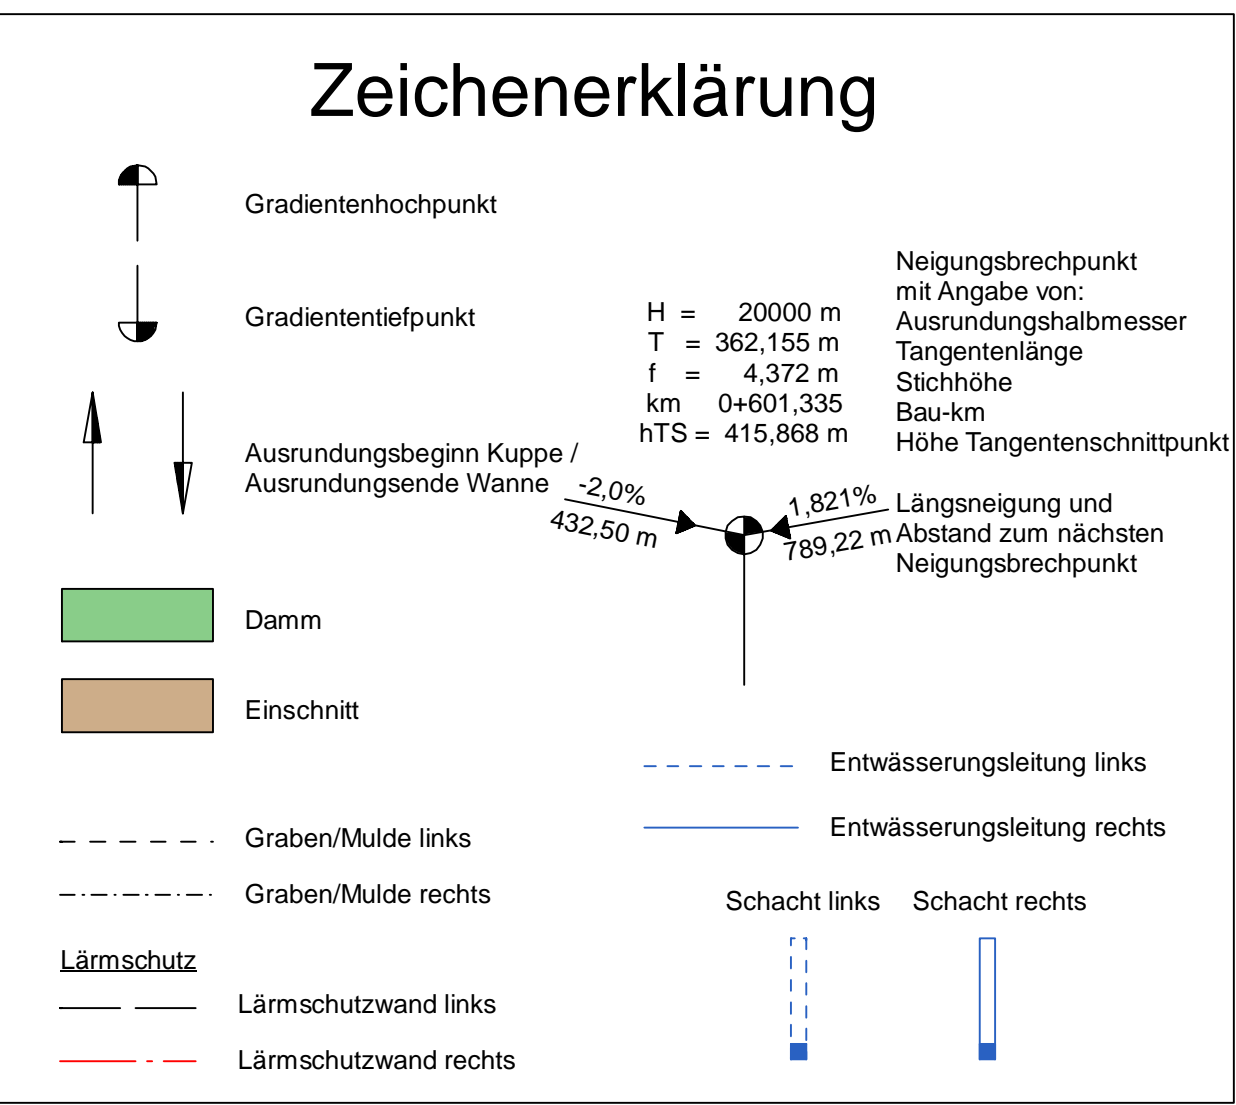 Zeichenerklärung
Gradientenhochpunkt
Gradiententiefpunkt
Ausrundungsbeginn Kuppe /
Ausrundungsende Wanne
H = 20000 m
T = 362,155 m
f = 4,372 m
km 0+601,335
hTS = 415,868 m
Neigungsbrechpunkt
mit Angabe von:
Ausrundungshalbmesser
Tangentenlänge
Stichhöhe
Bau-km
Höhe Tangentenschnittpunkt
-2,0%
432,50 m
1,821%
789,22 m
Längsneigung und
Abstand zum nächsten
Neigungsbrechpunkt
Damm
Einschnitt
Entwässerungsleitung links
Entwässerungsleitung rechts
Graben/Mulde links
Graben/Mulde rechts
Schacht links
Schacht rechts
Lärmschutz
Lärmschutzwand links
Lärmschutzwand rechts